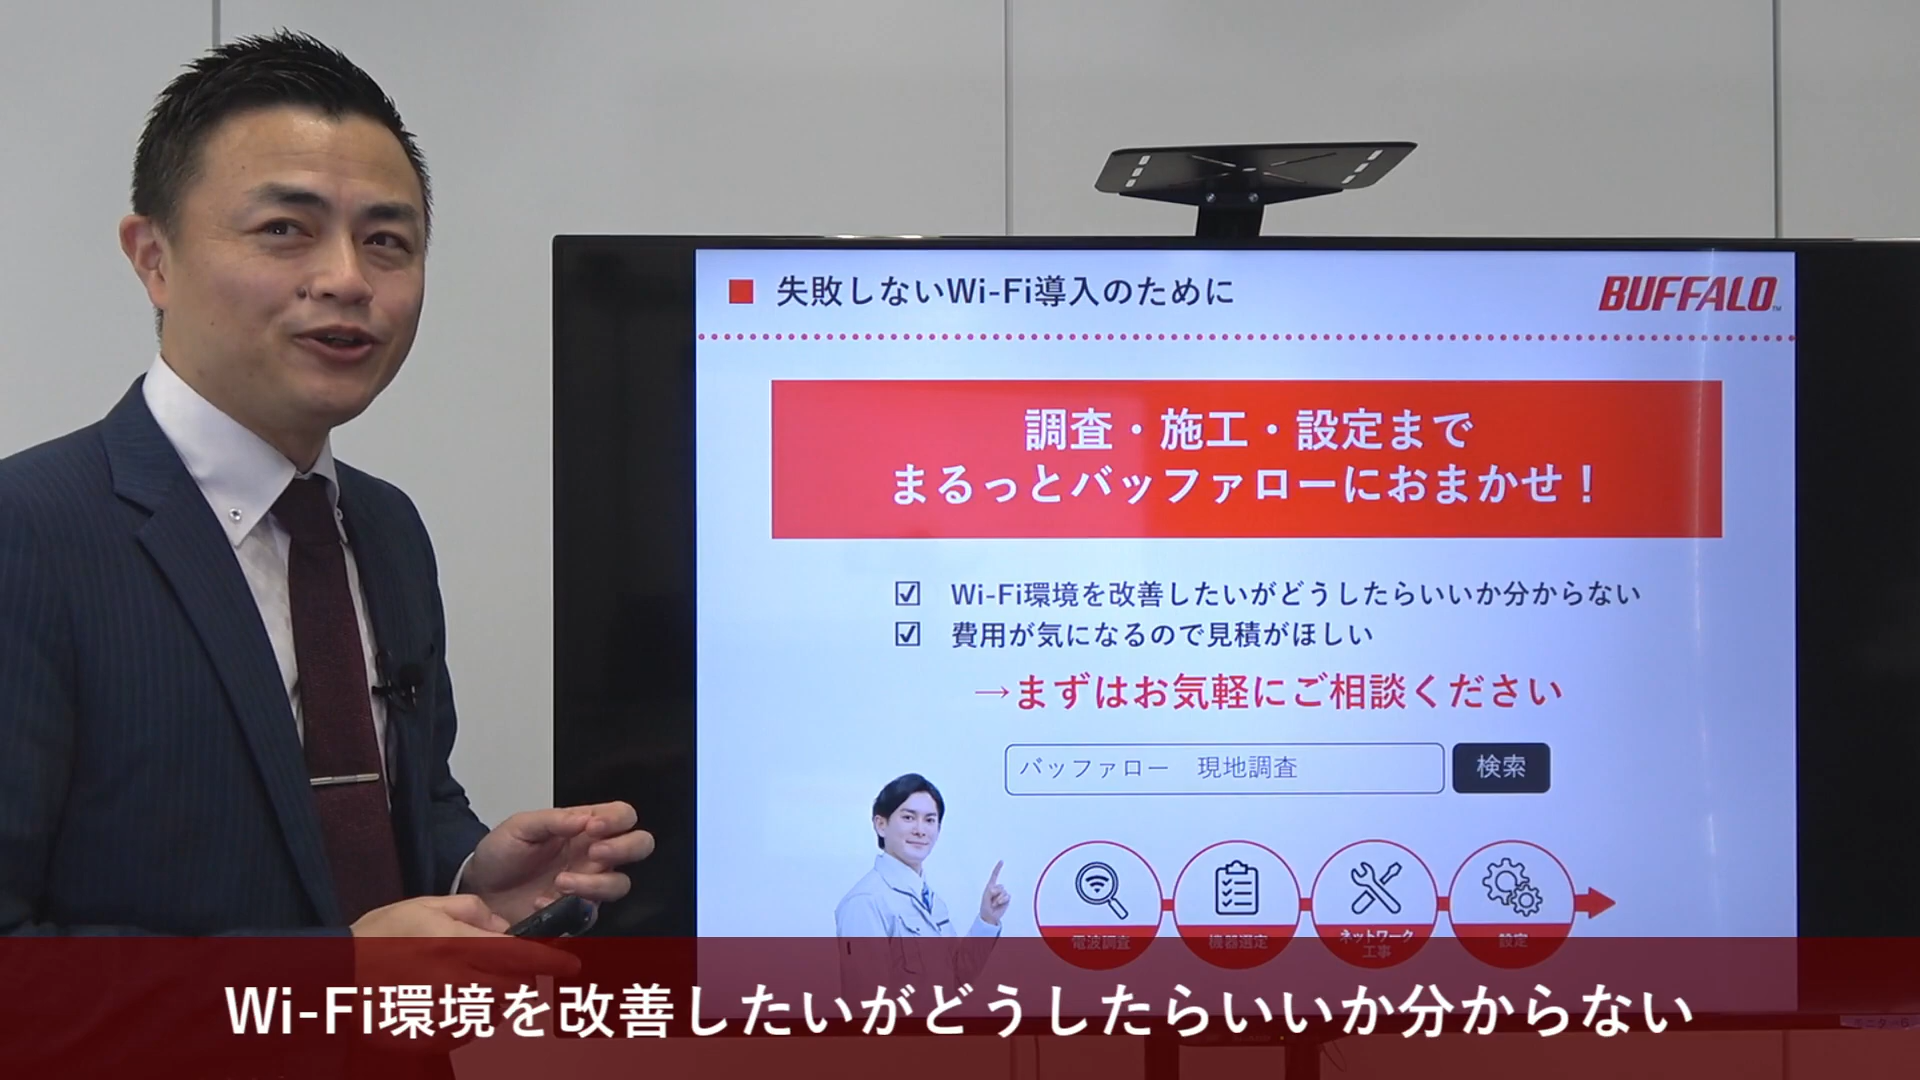 失敗しないWi-Fi導入のために
BUFFALO
調査・施工・設定まで
まるっとバッファローにおまかせ！
Wi-Fi環境を改善したいがどうしたらいいか分からない
費用が気になるので見積がほしい
→まずはお気軽にご相談ください
バッファロー　現地調査
検索
電波調査
機器選定
ネットワーク
工事
設定
Wi-Fi環境を改善したいがどうしたらいいか分からない